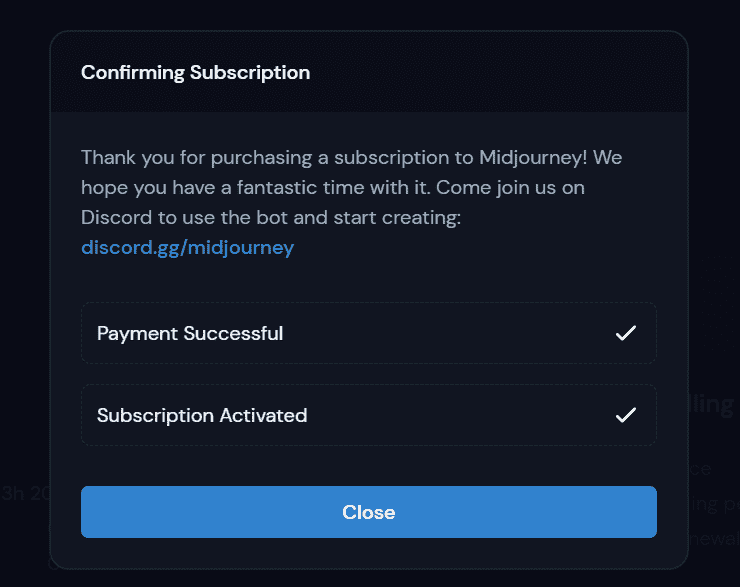 Confirming Subscription
Thank you for purchasing a subscription to Midjourney! We
hope you have a fantastic time with it. Come join us on
Discord to use the bot and start creating:
discord.gg/midjourney
Payment Successful
Subscription Activated
Close